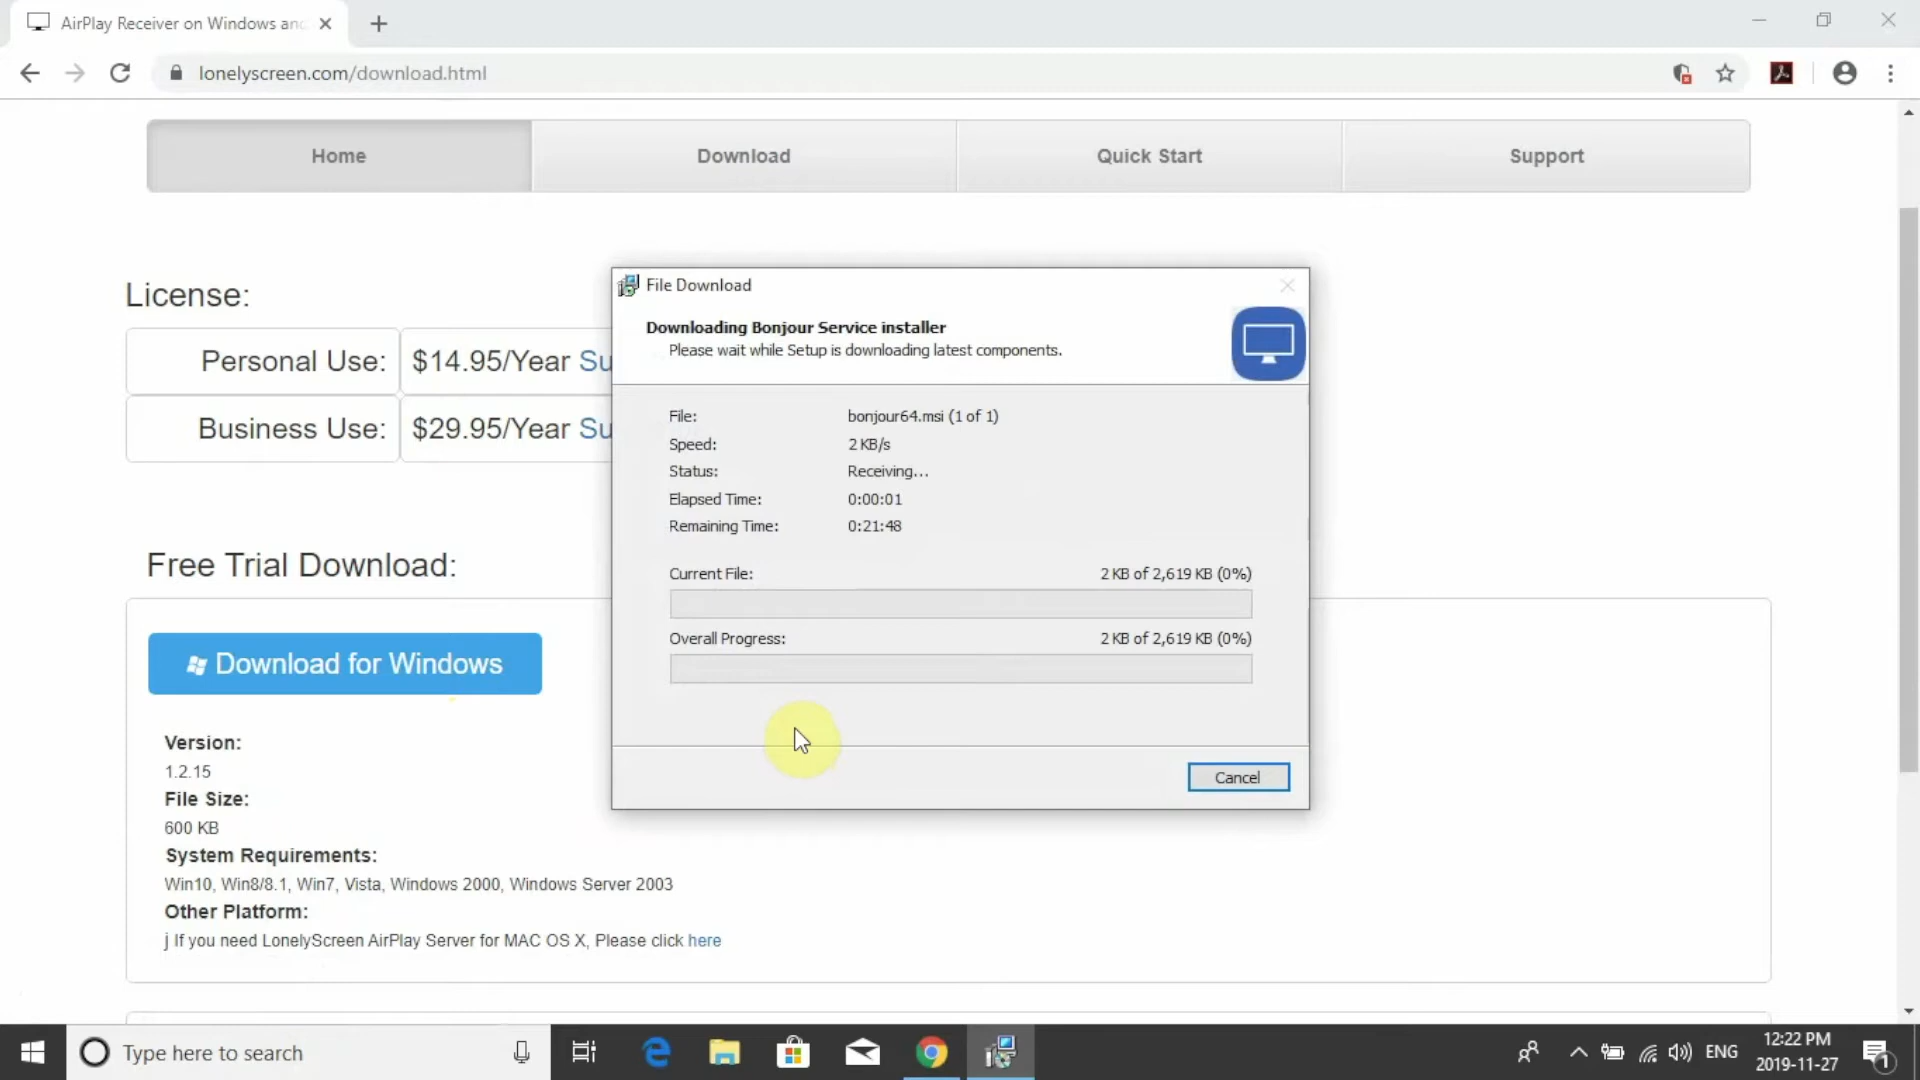 AirPlay Receiver on Windows and
lonelyscreen.com/download.html
Home Download Quick Start Support
License:
Personal Use: $14.95/Year Su
Business Use: $29.95/Year Su
File Download
Downloading Bonjour Service installer
Please wait while Setup is downloading latest components.
File: bonjour64.msi (1 of 1)
Speed: 2 KB/s
Status: Receiving...
Elapsed Time: 0:00:01
Remaining Time: 0:21:48
Current File: 2 KB of 2,619 KB (0%)
Overall Progress: 2 KB of 2,619 KB (0%)
Cancel
Free Trial Download:
Download for Windows
Version:
1.2.15
File Size:
600 KB
System Requirements:
Win10, Win8/8.1, Win7, Vista, Windows 2000, Windows Server 2003
Other Platform:
j If you need LonelyScreen AirPlay Server for MAC OS X, Please click here
Type here to search
ENG
12:22 PM
2019-11-27
1